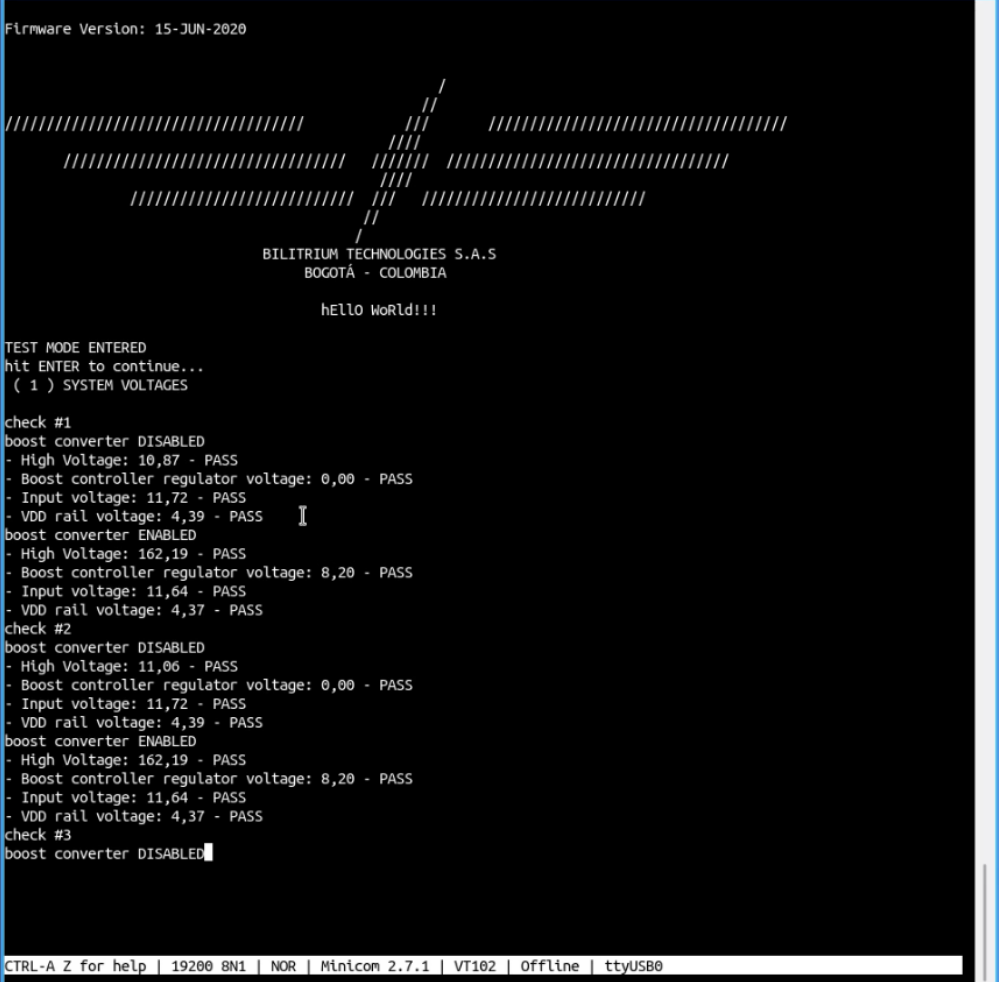 Firmware Version: 15-JUN-2020
/
//
//////////////////////////////////// /// ////////////////////////////////////
////
////////////////////////////////// /////// //////////////////////////////////
////
/////////////////////////// /// ///////////////////////////
//
/
BILITRIUM TECHNOLOGIES S.A.S
BOGOTÁ - COLOMBIA
hEllO WoRld!!!
TEST MODE ENTERED
hit ENTER to continue...
( 1 ) SYSTEM VOLTAGES
check #1
boost converter DISABLED
- High Voltage: 10,87 - PASS
- Boost controller regulator voltage: 0,00 - PASS
- Input voltage: 11,72 - PASS
- VDD rail voltage: 4,39 - PASS
boost converter ENABLED
- High Voltage: 162,19 - PASS
- Boost controller regulator voltage: 8,20 - PASS
- Input voltage: 11,64 - PASS
- VDD rail voltage: 4,37 - PASS
check #2
boost converter DISABLED
- High Voltage: 11,06 - PASS
- Boost controller regulator voltage: 0,00 - PASS
- Input voltage: 11,72 - PASS
- VDD rail voltage: 4,39 - PASS
boost converter ENABLED
- High Voltage: 162,19 - PASS
- Boost controller regulator voltage: 8,20 - PASS
- Input voltage: 11,64 - PASS
- VDD rail voltage: 4,37 - PASS
check #3
boost converter DISABLED
CTRL-A Z for help | 19200 8N1 | NOR | Minicom 2.7.1 | VT102 | Offline | ttyUSB0